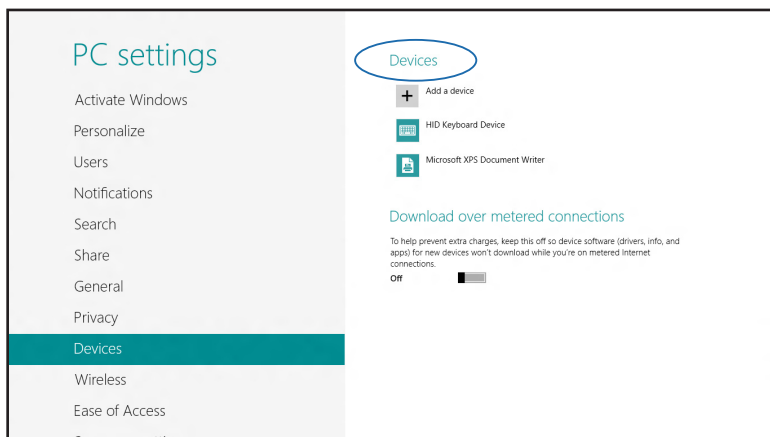 PC settings
Activate Windows
Personalize
Users
Notifications
Search
Share
General
Privacy
Devices
Wireless
Ease of Access
Devices
Add a device
HID Keyboard Device
Microsoft XPS Document Writer
Download over metered connections
To help prevent extra charges, keep this off so device software (drivers, info, and
apps) for new devices won't download while you're on metered Internet
connections.
Off